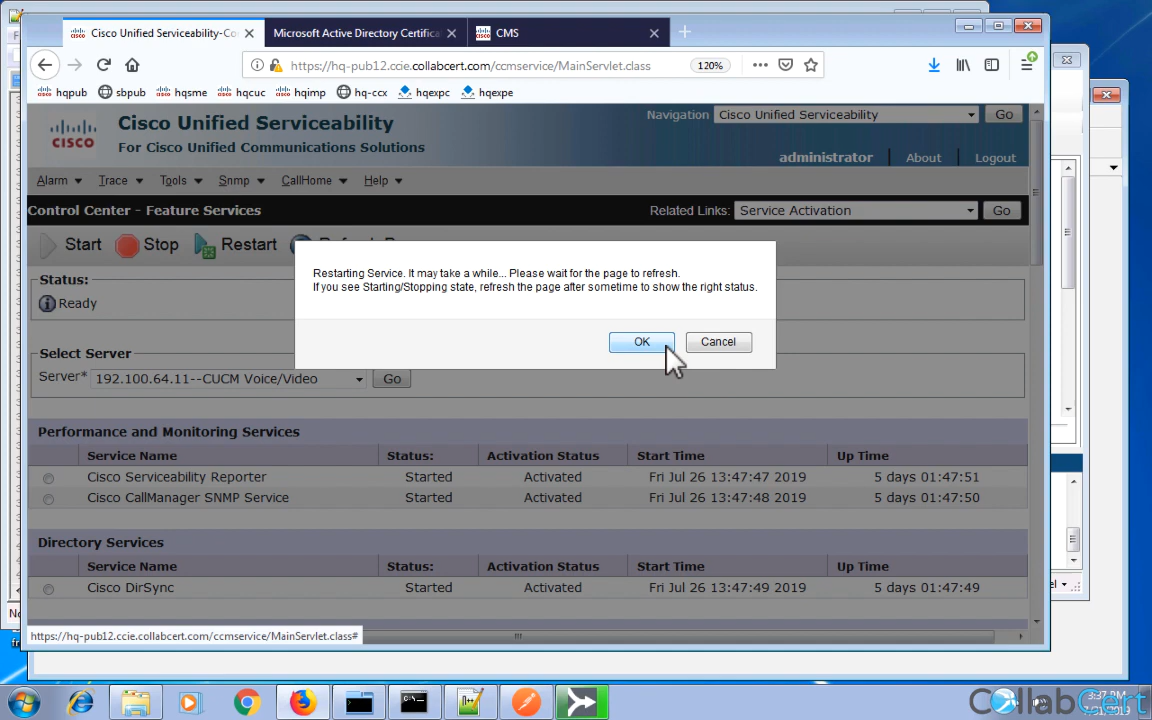 Cisco Unified Serviceability-Co
Microsoft Active Directory Certifica
CMS
https://hq-pub12.ccie.collabcert.com/ccmservice/MainServlet.class
120%
hqpub
sbpub
hqsme
hqcuc
hqimp
hq-ccx
hqexpc
hqexpe
CISCO
Cisco Unified Serviceability
For Cisco Unified Communications Solutions
Navigation Cisco Unified Serviceability Go
administrator About Logout
Alarm Trace Tools Snmp CallHome Help
Control Center - Feature Services
Related Links: Service Activation Go
Start Stop Restart
Restarting Service. It may take a while... Please wait for the page to refresh.
If you see Starting/Stopping state, refresh the page after sometime to show the right status.
OK Cancel
Status:
Ready
Select Server
Server* 192.100.64.11--CUCM Voice/Video Go
Performance and Monitoring Services
Service Name Status: Activation Status Start Time Up Time
Cisco Serviceability Reporter Started Activated Fri Jul 26 13:47:47 2019 5 days 01:47:51
Cisco CallManager SNMP Service Started Activated Fri Jul 26 13:47:48 2019 5 days 01:47:50
Directory Services
Service Name Status: Activation Status Start Time Up Time
Cisco DirSync Started Activated Fri Jul 26 13:47:49 2019 5 days 01:47:49
https://hq-pub12.ccie.collabcert.com/ccmservice/MainServlet.class#
CollabCert
3:37 PM